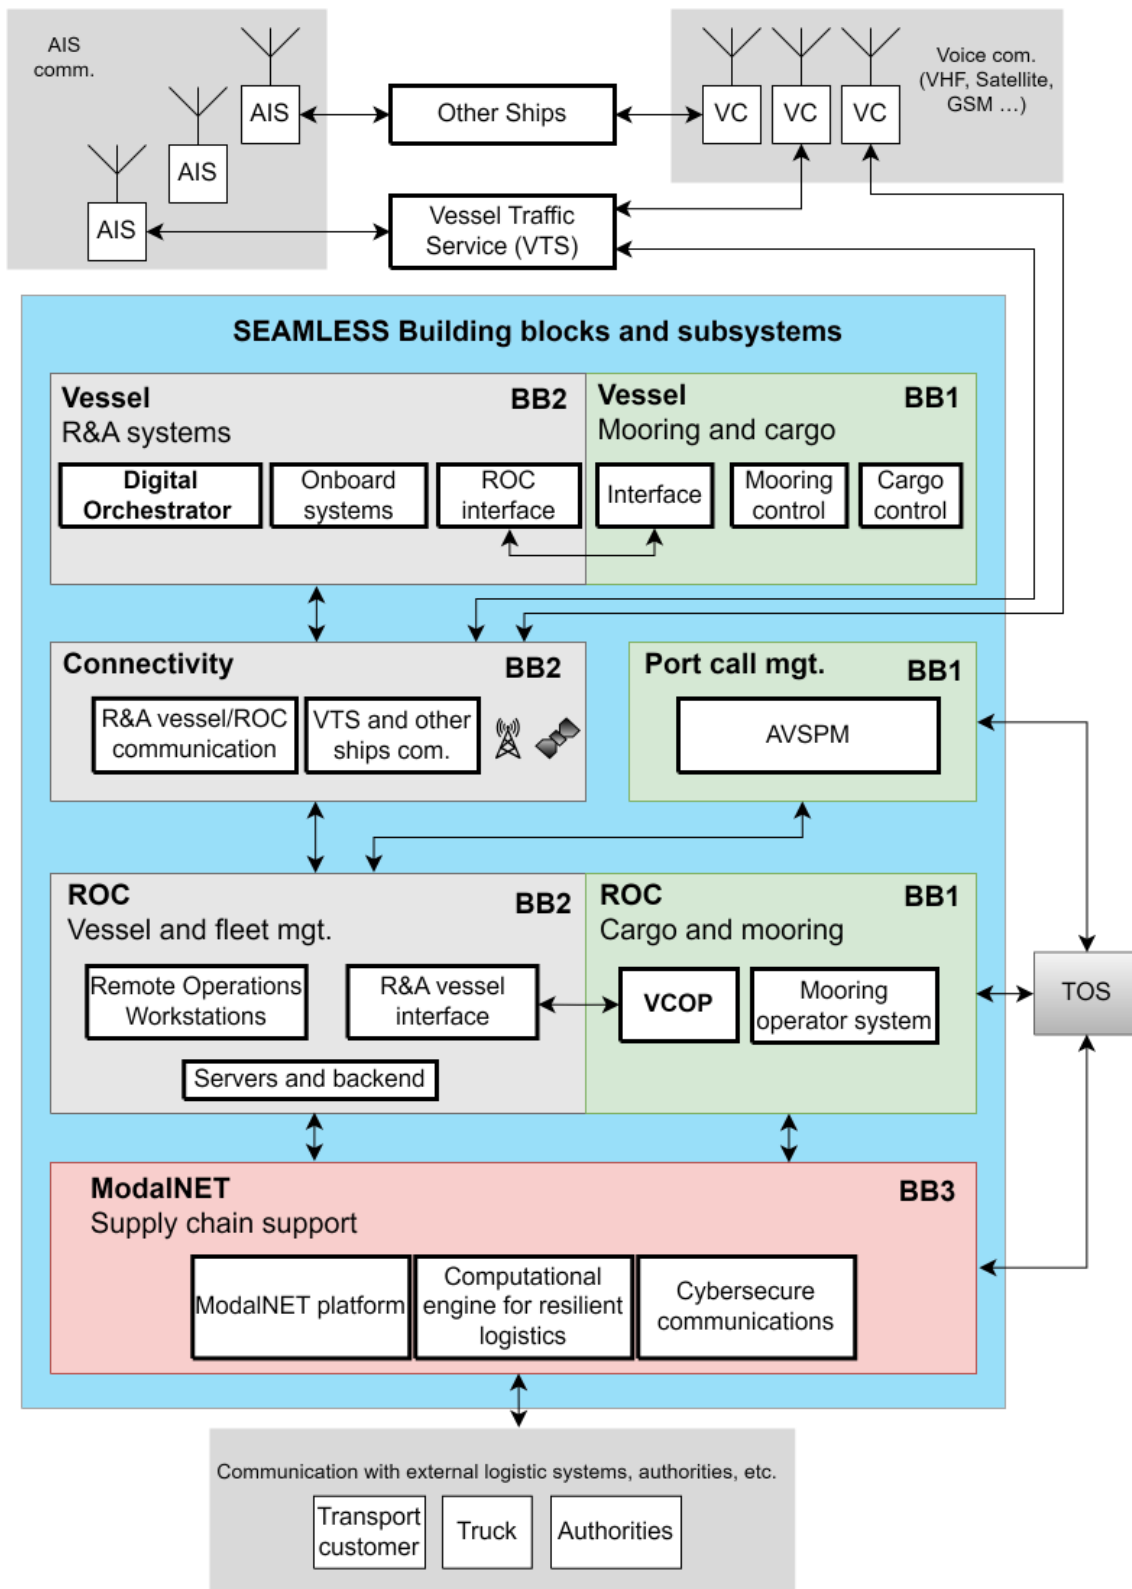 AIS
comm.
AIS
AIS
AIS
Other Ships
VC
VC
VC
Voice com.
(VHF, Satellite,
GSM ...)
Vessel Traffic
Service (VTS)
SEAMLESS Building blocks and subsystems
Vessel
BB2
R&A systems
Digital
Orchestrator
Onboard
systems
ROC
interface
Vessel
BB1
Mooring and cargo
Interface
Mooring
control
Cargo
control
Connectivity
BB2
R&A vessel/ROC
communication
VTS and other
ships com.
Port call mgt.
BB1
AVSPM
ROC
BB2
Vessel and fleet mgt.
Remote Operations
Workstations
R&A vessel
interface
Servers and backend
ROC
BB1
Cargo and mooring
VCOP
Mooring
operator system
TOS
ModalNET
BB3
Supply chain support
ModalNET platform
Computational
engine for resilient
logistics
Cybersecure
communications
Communication with external logistic systems, authorities, etc.
Transport
customer
Truck
Authorities